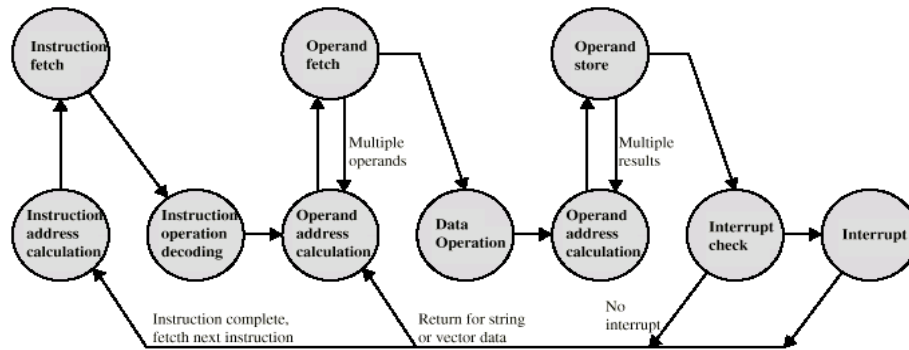 Instruction
fetch
Operand
fetch
Operand
store
Multiple
operands
Multiple
results
Instruction
address
calculation
Instruction
operation
decoding
Operand
address
calculation
Data
Operation
Operand
address
calculation
Interrupt
check
Interrupt
Instruction complete,
fetcth next instruction
Return for string
or vector data
No
interrupt